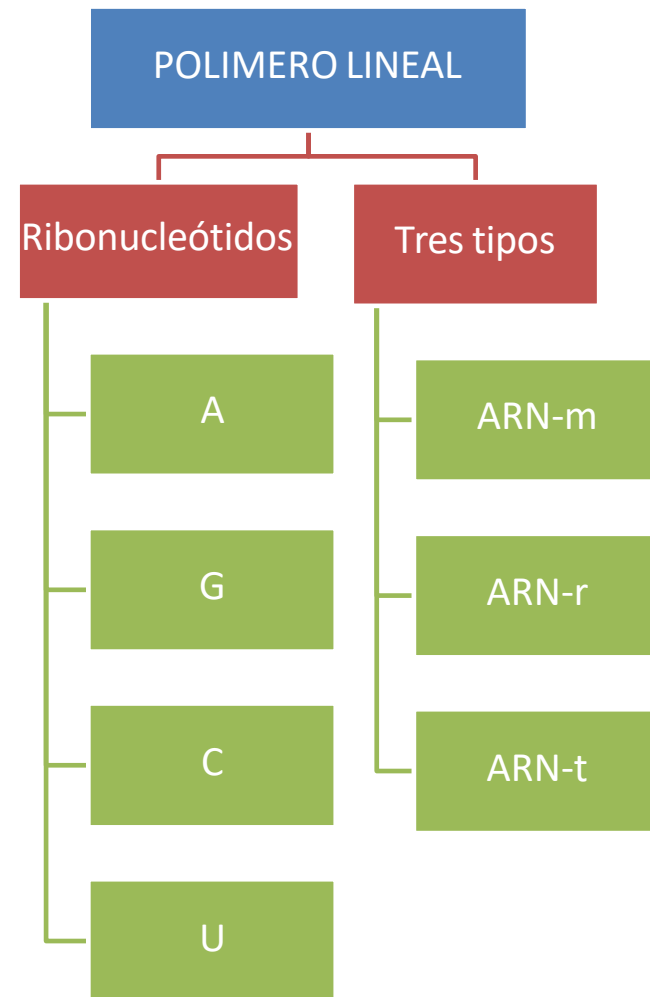 POLIMERO LINEAL
Ribonucleótidos
A
G
C
U
Tres tipos
ARN-m
ARN-r
ARN-t